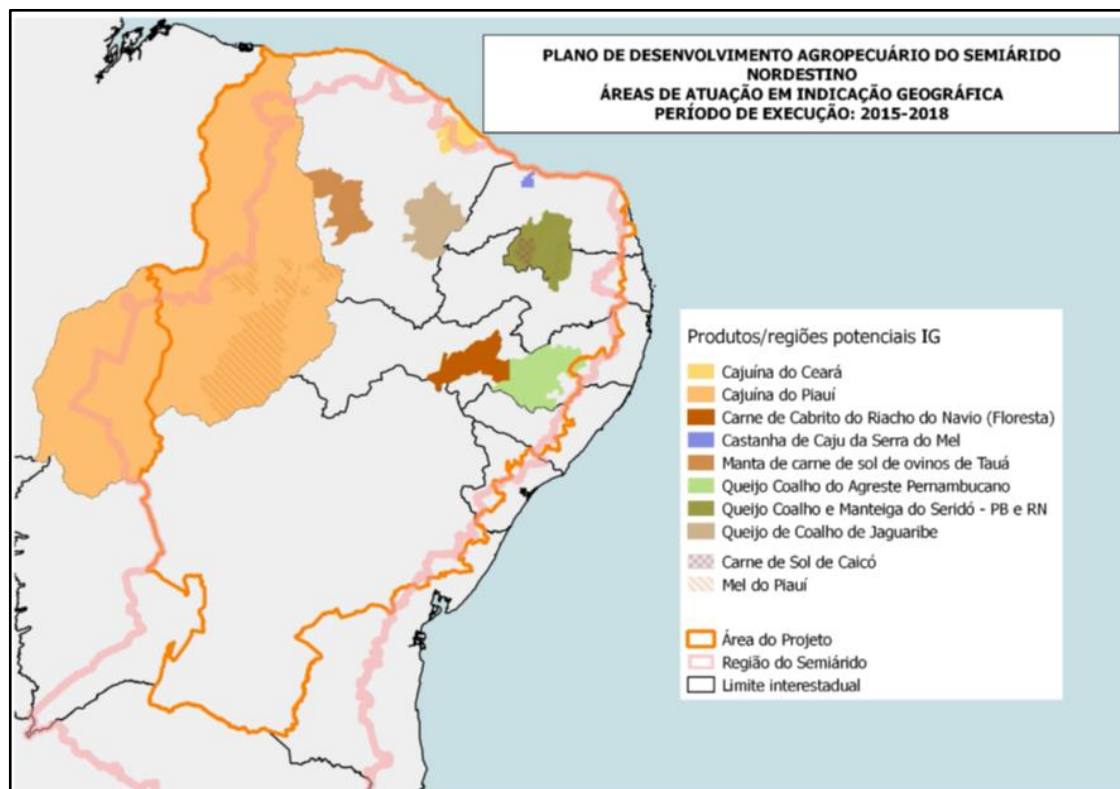 PLANO DE DESENVOLVIMENTO AGROPECUÁRIO DO SEMIÁRIDO
NORDESTINO
ÁREAS DE ATUAÇÃO EM INDICAÇÃO GEOGRÁFICA
PERÍODO DE EXECUÇÃO: 2015-2018
Produtos/regiões potenciais IG
Cajuína do Ceará
Cajuína do Piauí
Carne de Cabrito do Riacho do Navio (Floresta)
Castanha de Caju da Serra do Mel
Manta de carne de sol de ovinos de Tauá
Queijo Coalho do Agreste Pernambucano
Queijo Coalho e Manteiga do Seridó - PB e RN
Queijo de Coalho de Jaguaribe
Carne de Sol de Caicó
Mel do Piauí
Área do Projeto
Região do Semiárido
Limite interestadual